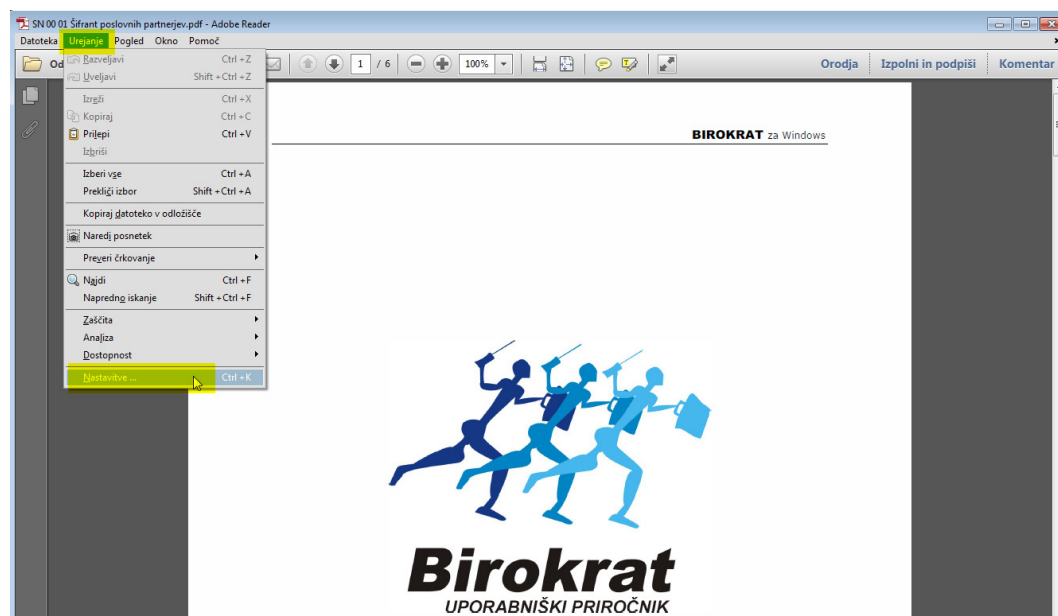 SN 00 01 Šifrant poslovnih partnerjev.pdf - Adobe Reader
Datoteka Urejanje Pogled Okno Pomoč
Od 1 / 6 100% Orodja Izpolni in podpiši Komentar
Razveljavi Ctrl+Z
Uveljavi Shift+Ctrl+Z
Izreži Ctrl+X
Kopiraj Ctrl+C
Prilepi Ctrl+V
Izbriši
Izberi vse Ctrl+A
Prekliči izbor Shift+Ctrl+A
Kopiraj datoteko v odložišče
Naredi posnetek
Preveri črkovanje
Najdi Ctrl+F
Napredno iskanje Shift+Ctrl+F
Zaščita
Analiza
Dostopnost
Nastavitve ... Ctrl+K
BIROKRAT za Windows
Birokrat
UPORABNIŠKI PRIROČNIK